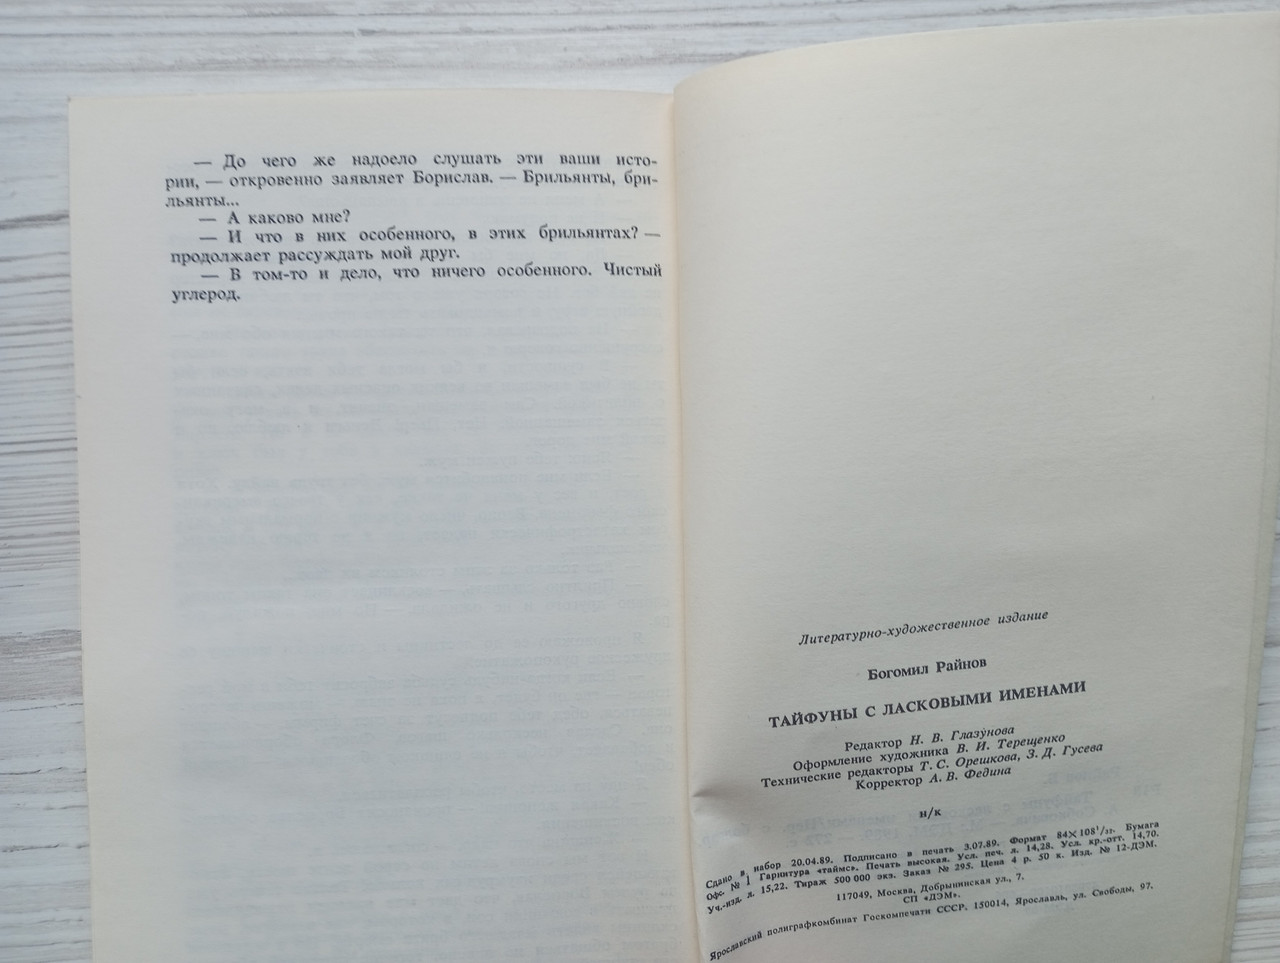 — До чего же надоело слушать эти ваши исто-
рии, — откровенно заявляет Борислав. — Брильянты, бри-
льянты...
— А каково мне?
— И что в них особенного, в этих брильянтах? —
продолжает рассуждать мой друг.
— В том-то и дело, что ничего особенного. Чистый
углерод.
Литературно-художественное издание
Богомил Райнов
ТАЙФУНЫ С ЛАСКОВЫМИ ИМЕНАМИ
Редактор Н. В. Глазунова
Оформление художника В. И. Терещенко
Технические редакторы Т. С. Орешкова, З. Д. Гусева
Корректор А. В. Федина
н/к
Сдано в набор 20.04.89. Подписано в печать 3.07.89. Формат 84×108¹/₃₂. Бумага
Офс. № 1 Гарнитура «таймс». Печать высокая. Усл. печ. л. 14,28. Усл. кр.-отт. 14,70.
Уч.-изд. л. 15,22. Тираж 500 000 экз. Заказ № 295. Цена 4 р. 50 к. Изд. № 12-ДЭМ.
117049, Москва, Добрынинская ул., 7.
СП «ДЭМ».
Ярославский полиграфкомбинат Госкомпечати СССР. 150014, Ярославль, ул. Свободы, 97.